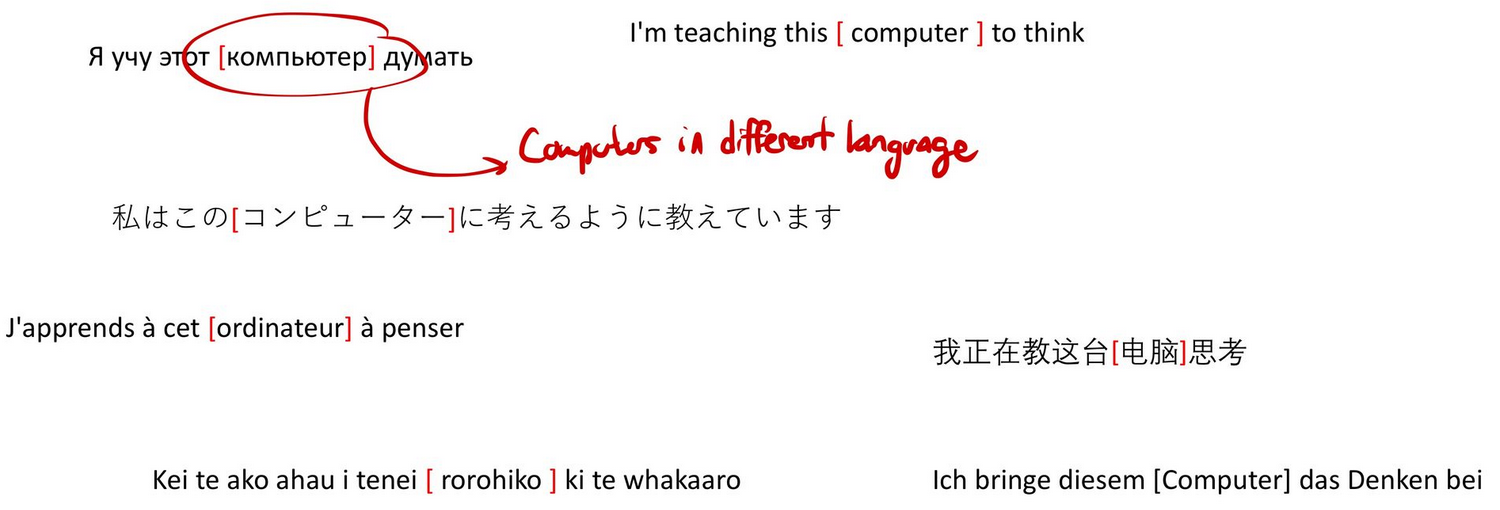 I'm teaching this [ computer ] to think
Я учу этот [компьютер] думать
Computers in different language
私はこの[コンピューター]に考えるように教えています
J'apprends à cet [ordinateur] à penser
我正在教这台[电脑]思考
Kei te ako ahau i tenei [ rorohiko ] ki te whakaaro
Ich bringe diesem [Computer] das Denken bei